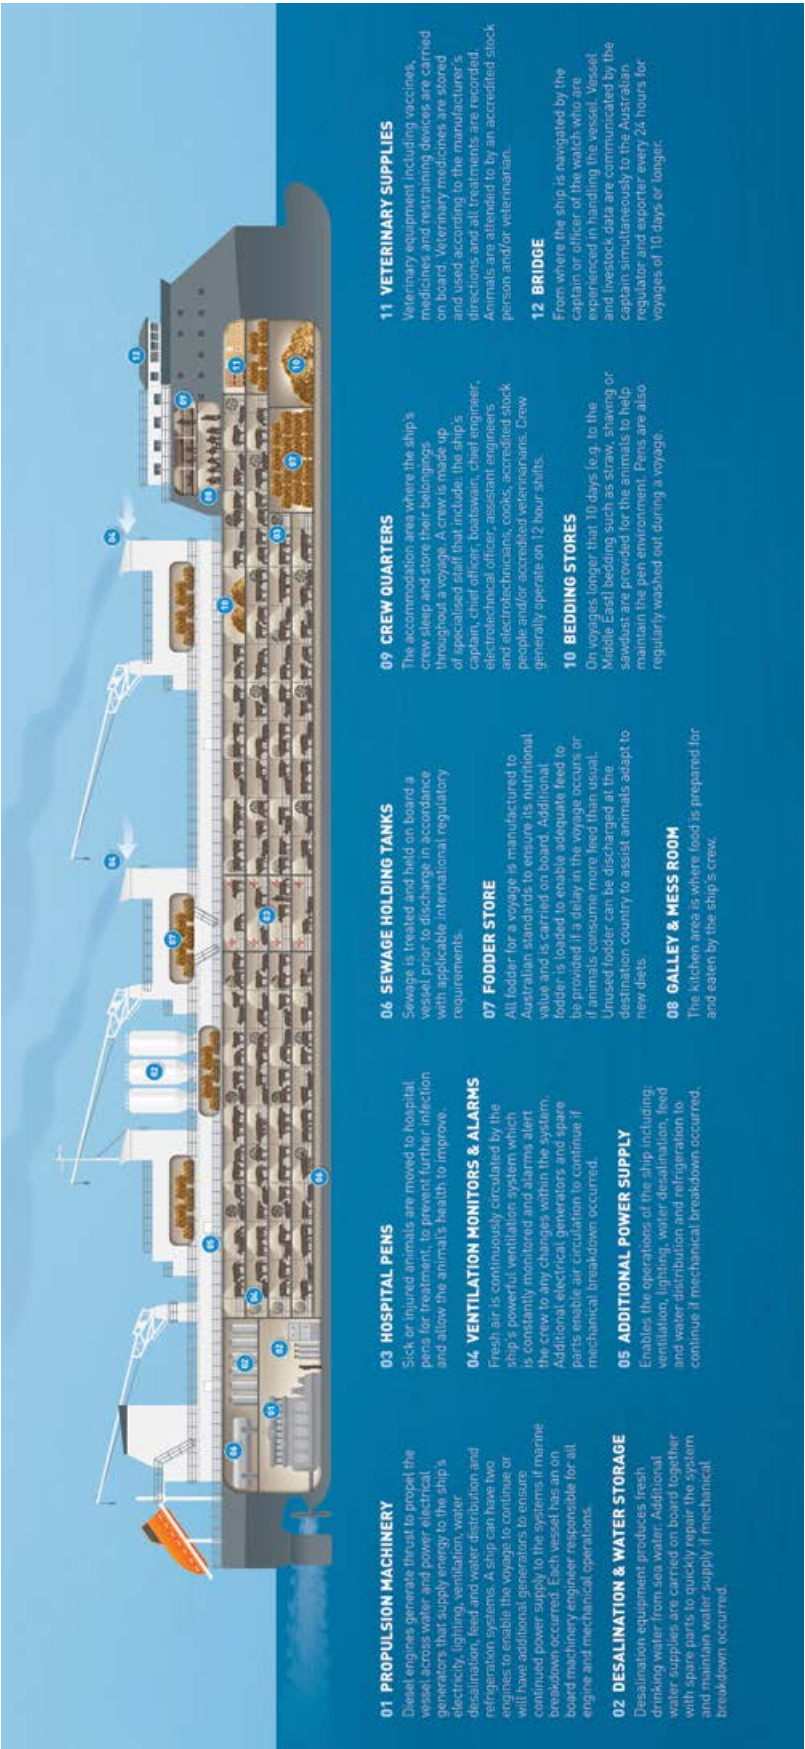 01 PROPULSION MACHINERY
Diesel engines generate thrust to propel the
vessel across water and power electrical
generators that supply energy to the ship's
electricity, lighting, ventilation, water
desalination, feed and water distribution and
refrigeration systems. A ship can have two
engines to enable the voyage to continue or
will have additional generators to ensure
continued power supply to the systems if marine
breakdown occurred. Each vessel has an on
board machinery engineer responsible for all
engine and mechanical operations.
02 DESALINATION & WATER STORAGE
Desalination equipment produces fresh
drinking water from sea water. Additional
water supplies are carried on board together
with spare parts to quickly repair the system
and maintain water supply if mechanical
breakdown occurred.
03 HOSPITAL PENS
Sick or injured animals are moved to hospital
pens for treatment, to prevent further infection
and allow the animal's health to improve.
04 VENTILATION MONITORS & ALARMS
Fresh air is continuously circulated by the
ship's powerful ventilation system which
is constantly monitored and alarms alert
the crew to any changes within the system.
Additional electrical generators and spare
parts enable air circulation to continue if
mechanical breakdown occurred.
05 ADDITIONAL POWER SUPPLY
Enables the operations of the ship including:
ventilation, lighting, water desalination, feed
and water distribution and refrigeration to
continue if mechanical breakdown occurred.
06 SEWAGE HOLDING TANKS
Sewage is treated and held on board a
vessel prior to discharge in accordance
with applicable international regulatory
requirements.
07 FODDER STORE
All fodder for a voyage is manufactured to
Australian standards to ensure its nutritional
value and is carried on board. Additional
fodder is loaded to enable adequate feed to
be provided if a delay in the voyage occurs or
if animals consume more feed than usual.
Unused fodder can be discharged at the
destination country to assist animals adapt to
new diets.
08 GALLEY & MESS ROOM
The kitchen area is where food is prepared for
and eaten by the ship's crew.
09 CREW QUARTERS
The accommodation area where the ship's
crew sleep and store their belongings
throughout a voyage. A crew is made up
of specialised staff that include: the ship's
captain, chief officer, boatswain, chief engineer,
electrotechnical officer, assistant engineers
and electrotechnicians, cooks, accredited stock
people and/or accredited veterinarians. Crew
generally operate on 12 hour shifts.
10 BEDDING STORES
On voyages longer that 10 days (e.g. to the
Middle East) bedding such as straw, shaving or
sawdust are provided for the animals to help
maintain the pen environment. Pens are also
regularly washed out during a voyage.
11 VETERINARY SUPPLIES
Veterinary equipment including vaccines,
medicines and restraining devices are carried
on board. Veterinary medicines are stored
and used according to the manufacturer's
directions and all treatments are recorded.
Animals are attended to by an accredited stock
person and/or veterinarian.
12 BRIDGE
From where the ship is navigated by the
captain or officer of the watch who are
experienced in handling the vessel. Vessel
and livestock data are communicated by the
captain simultaneously to the Australian
regulator and exporter every 24 hours for
voyages of 10 days or longer.